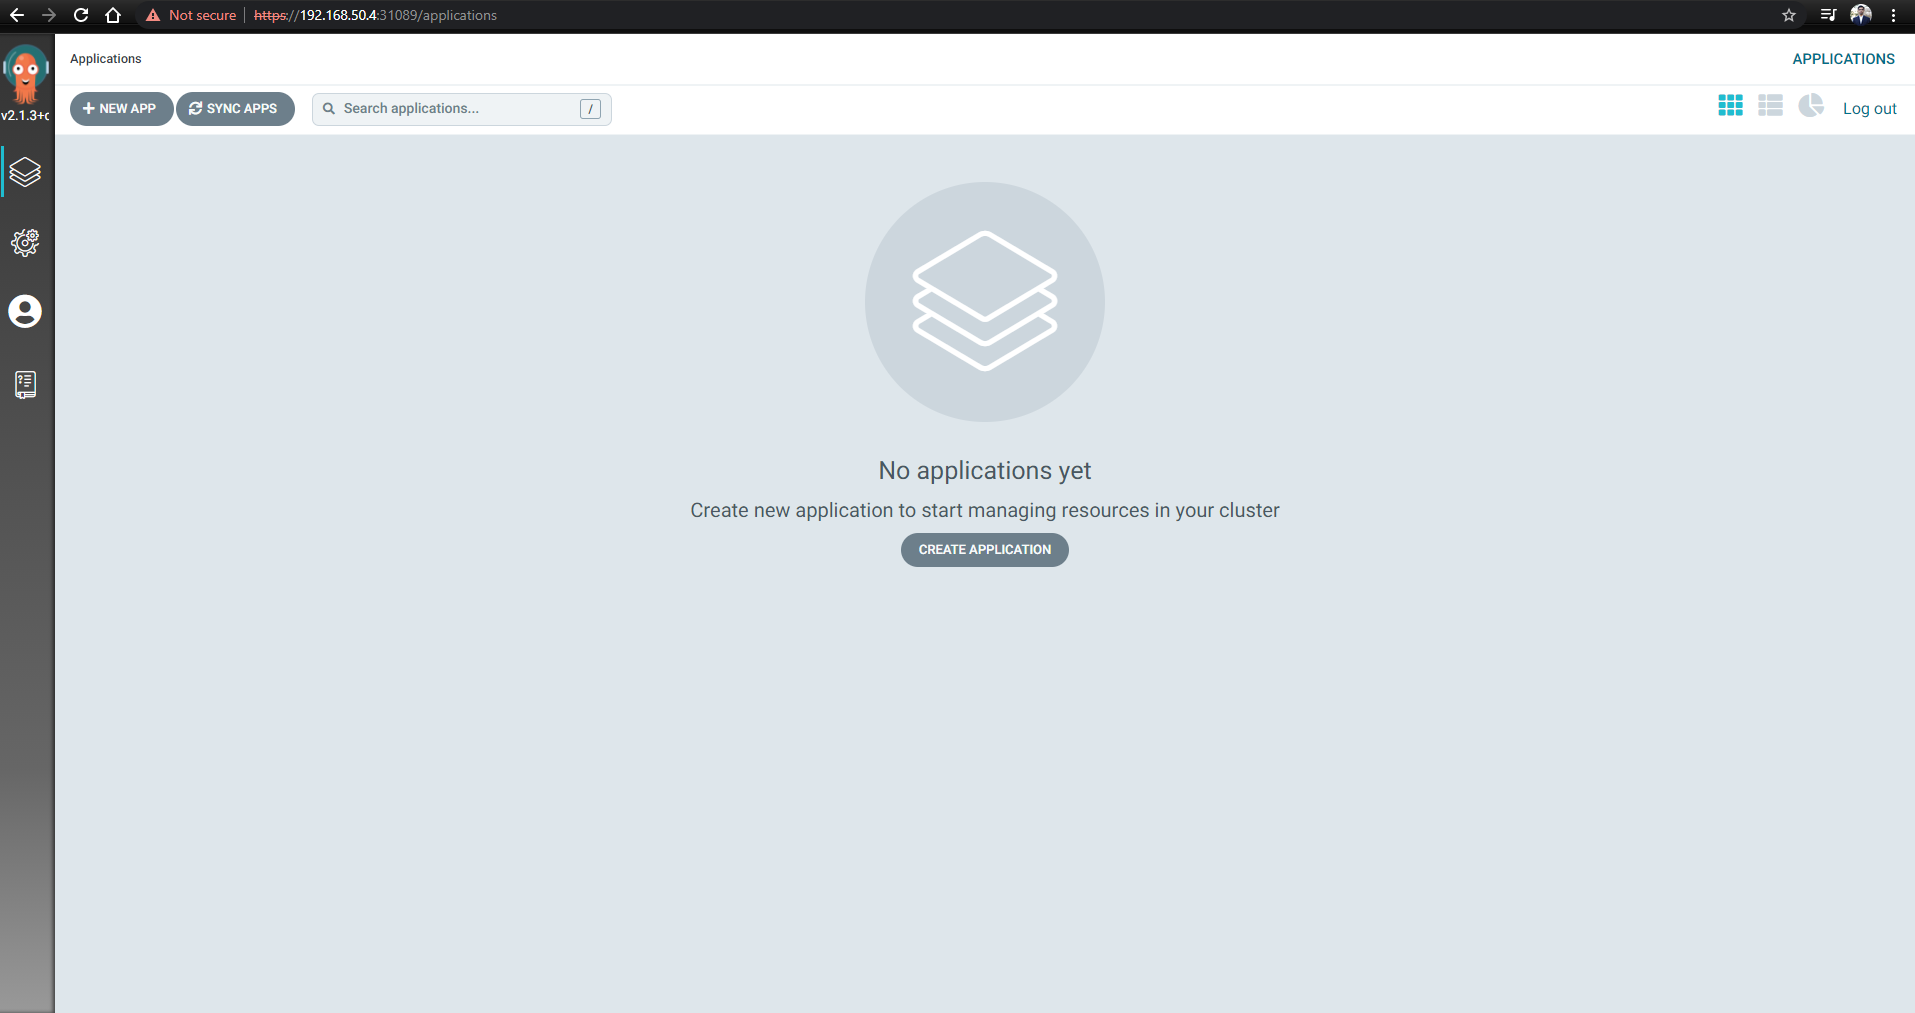 Not secure https://192.168.50.4:31089/applications
v2.1.3+
Applications
APPLICATIONS
NEW APP
SYNC APPS
Search applications...
/
Log out
No applications yet
Create new application to start managing resources in your cluster
CREATE APPLICATION